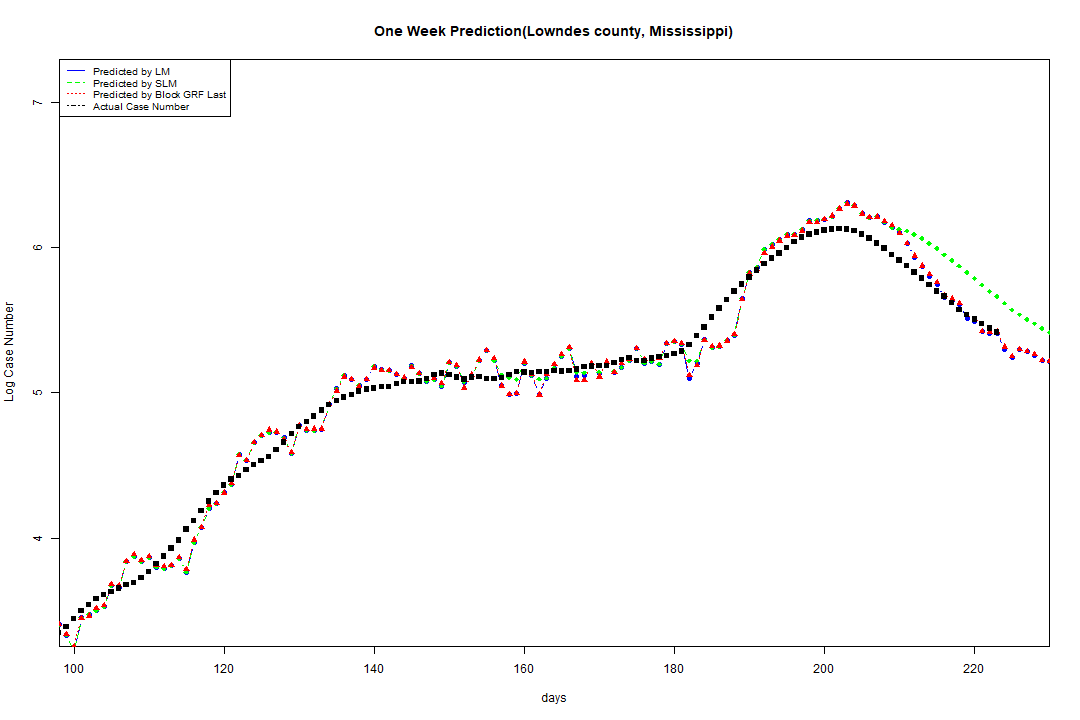 One Week Prediction(Lowndes county, Mississippi)
Predicted by LM
Predicted by SLM
Predicted by Block GRF Last
Actual Case Number
7
6
5
4
Log Case Number
100 120 140 160 180 200 220
days